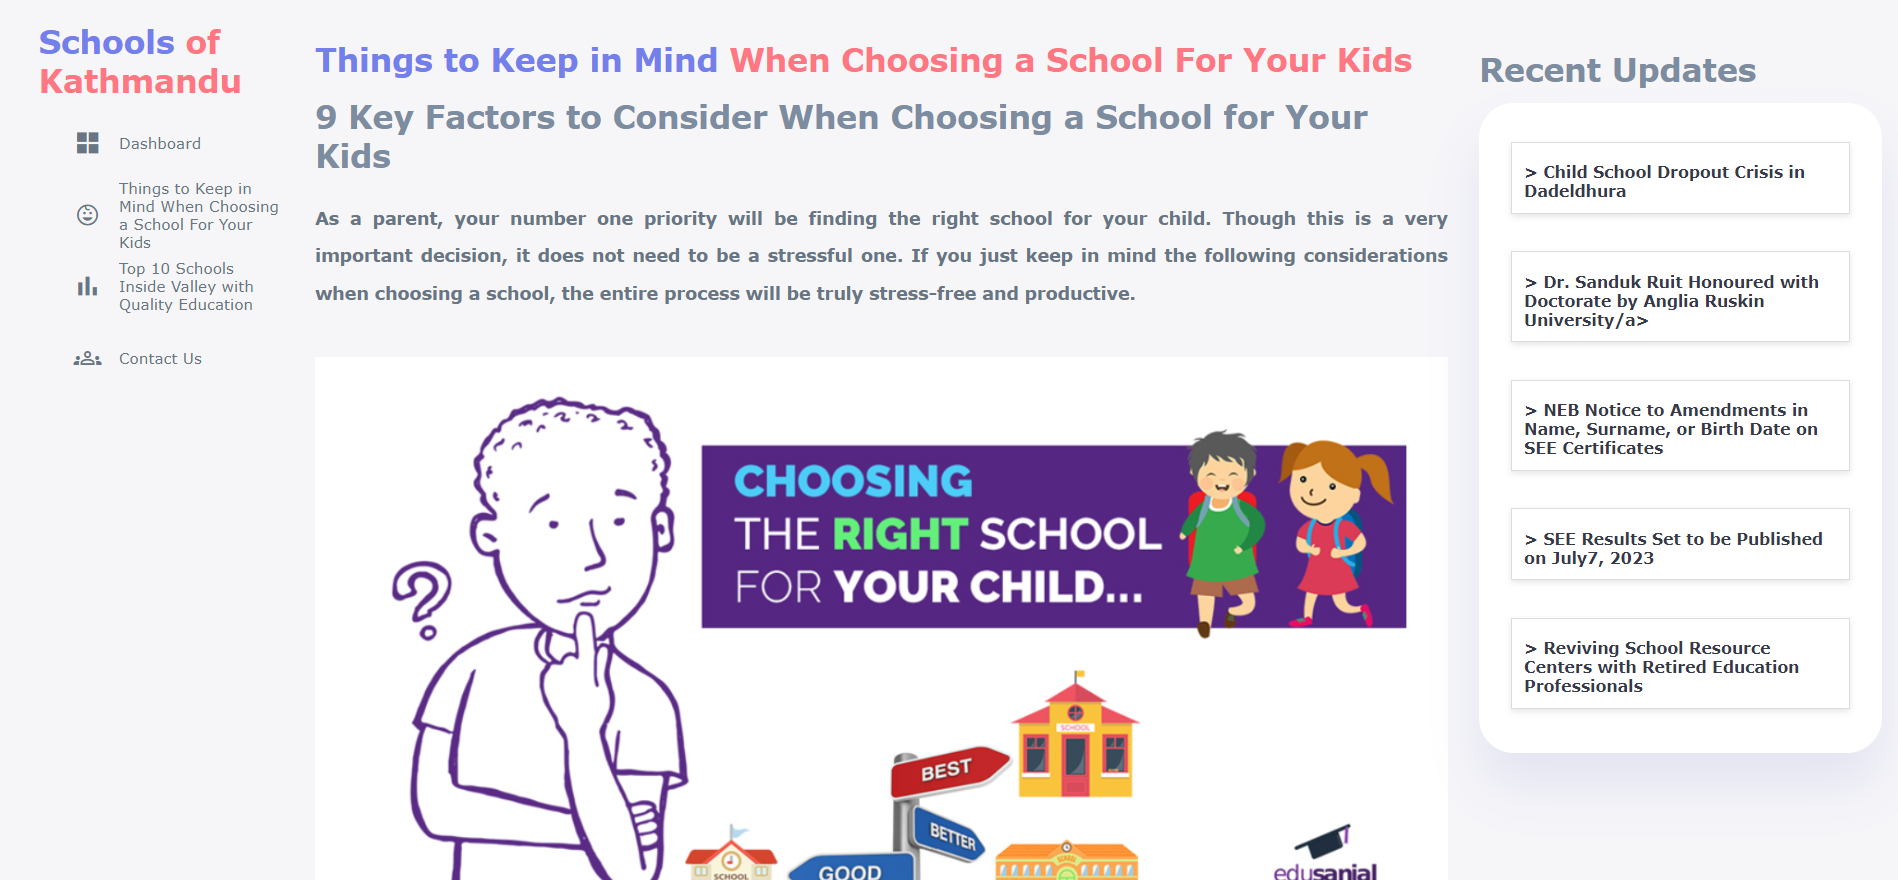 Schools of
Kathmandu
Dashboard
Things to Keep in
Mind When Choosing
a School For Your
Kids
Top 10 Schools
Inside Valley with
Quality Education
Contact Us
Things to Keep in Mind When Choosing a School For Your Kids
9 Key Factors to Consider When Choosing a School for Your
Kids
As a parent, your number one priority will be finding the right school for your child. Though this is a very
important decision, it does not need to be a stressful one. If you just keep in mind the following considerations
when choosing a school, the entire process will be truly stress-free and productive.
CHOOSING
THE RIGHT SCHOOL
FOR YOUR CHILD...
?
SCHOOL
BEST
BETTER
GOOD
SCHOOL
SCHOOL
edusanjal
Recent Updates
> Child School Dropout Crisis in
Dadeldhura
> Dr. Sanduk Ruit Honoured with
Doctorate by Anglia Ruskin
University/a>
> NEB Notice to Amendments in
Name, Surname, or Birth Date on
SEE Certificates
> SEE Results Set to be Published
on July7, 2023
> Reviving School Resource
Centers with Retired Education
Professionals